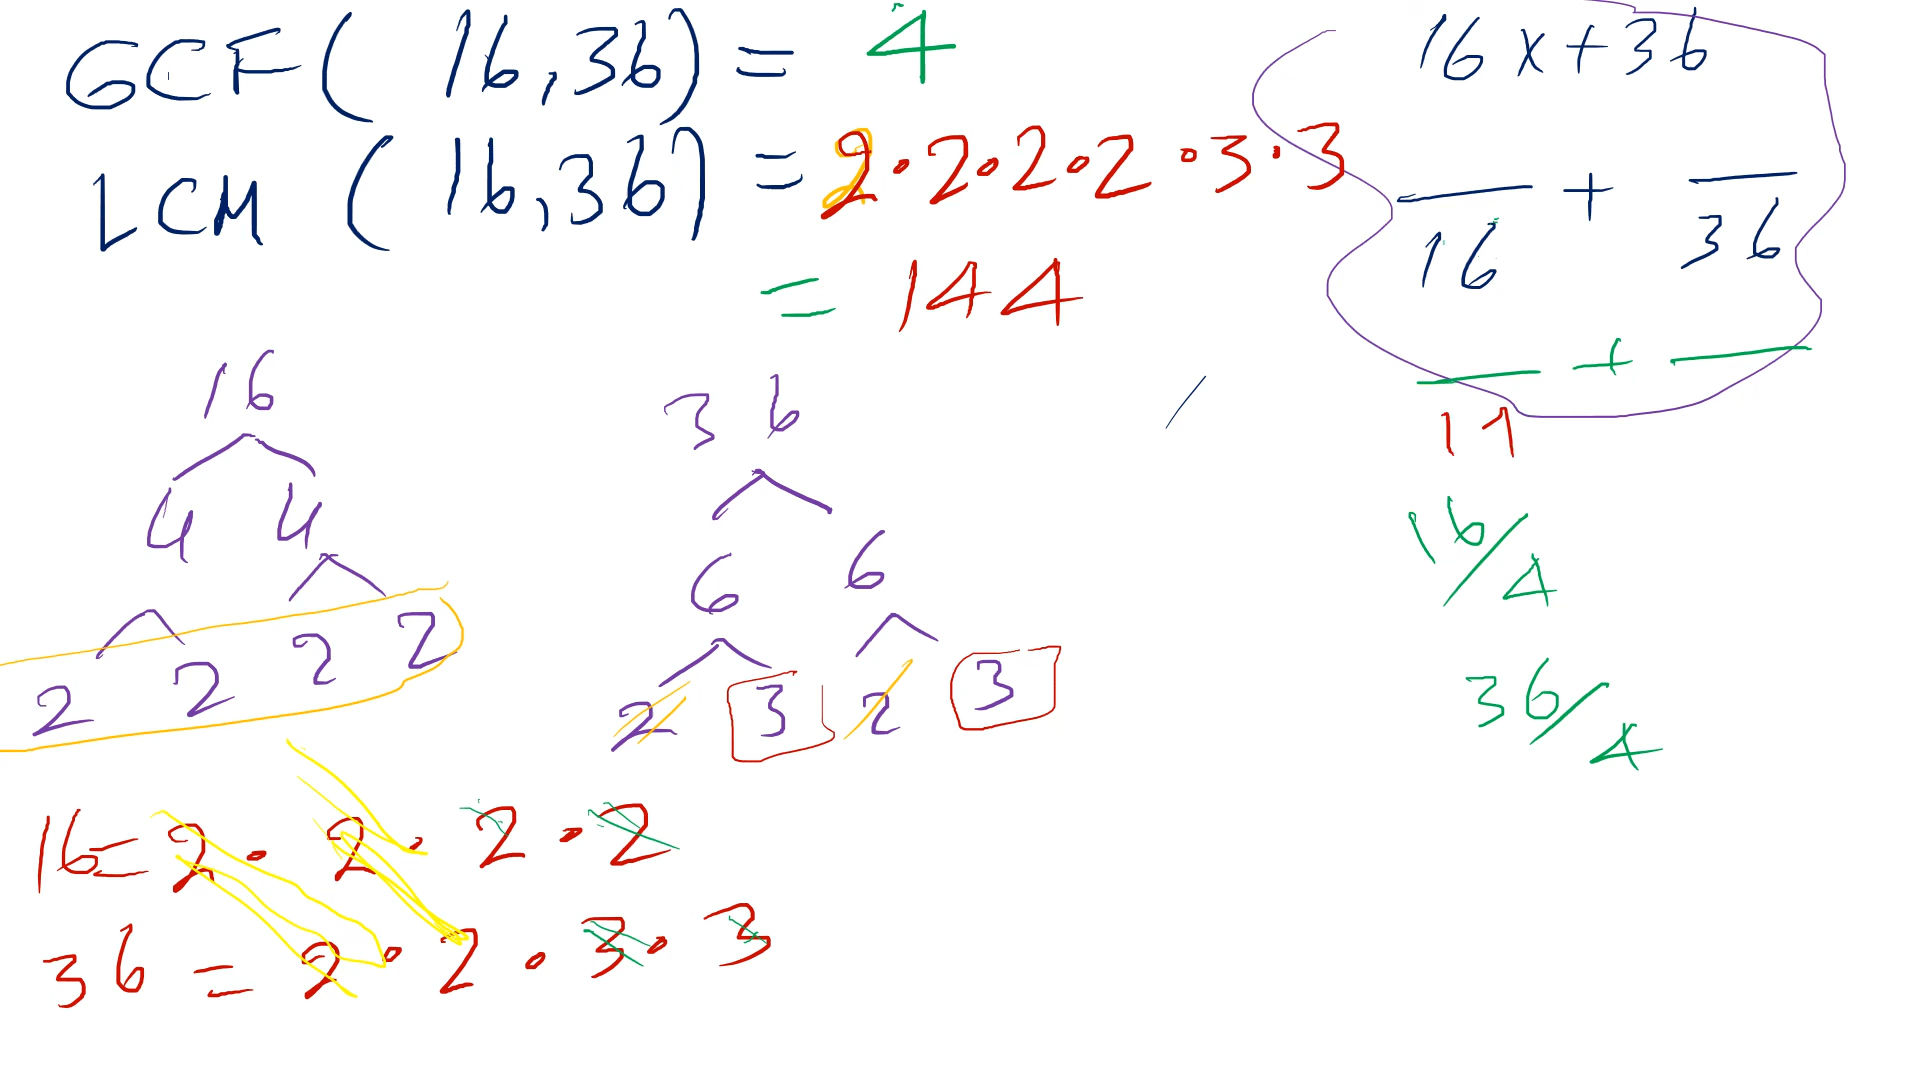 GCF( 16,36) = 4
LCM ( 16,36) = 2·2·2·2·3·3
= 144
16x+36
16 + 36
+
16
4 4
2 2 2 2
36
6 6
2 3 2 3
16=2·2·2·2
36=2·2·3·3
16/4
36/4